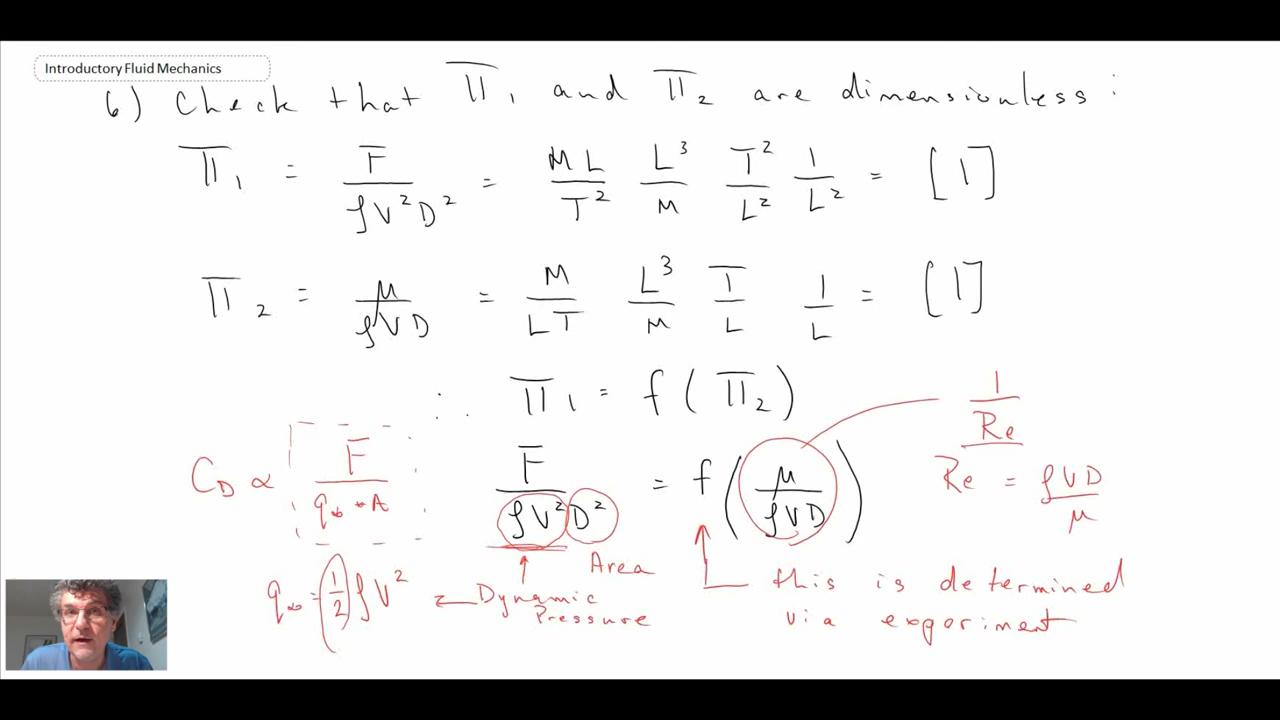 Introductory Fluid Mechanics
6) Check that Π₁ and Π₂ are dimensionless :
Π₁ = F / ρV²D² = ML/T² L³/M T²/L² 1/L² = [1]
Π₂ = μ / ρVD = M/LT L³/M T/L 1/L = [1]
∴ Π₁ = f(Π₂)
1/Re
C_D ∝ F / q∞ * A
F / ρV²D² = f(μ / ρVD)
Re = ρVD / μ
Area
q∞ = (1/2)ρV² ← Dynamic Pressure
this is determined
via experiment